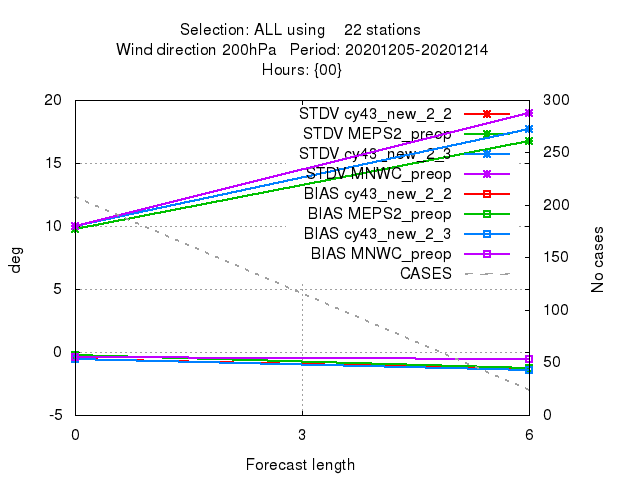 Selection: ALL using    22 stations
Wind direction 200hPa   Period: 20201205-20201214
Hours: {00}
20
15
10
5
0
-5
deg
300
250
200
150
100
50
0
No cases
STDV cy43_new_2_2
STDV MEPS2_preop
STDV cy43_new_2_3
STDV MNWC_preop
BIAS cy43_new_2_2
BIAS MEPS2_preop
BIAS cy43_new_2_3
BIAS MNWC_preop
CASES
0
3
6
Forecast length